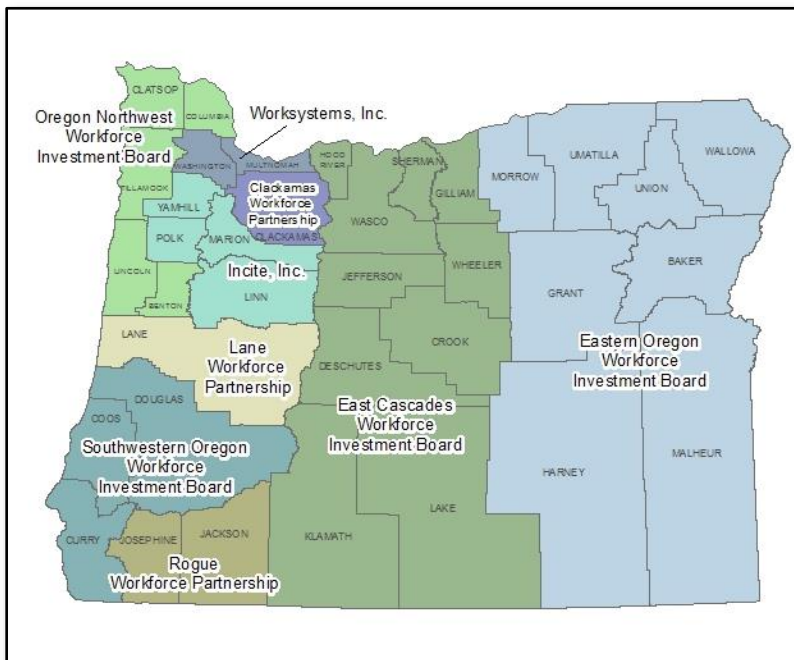 CLATSOP
COLUMBIA
Oregon Northwest
Workforce
Investment Board
Worksystems, Inc.
WASHINGTON
MULTNOMAH
HOOD
RIVER
SHERMAN
GILLIAM
MORROW
UMATILLA
WALLOWA
UNION
TILLAMOOK
YAMHILL
Clackamas
Workforce
Partnership
CLACKAMAS
WASCO
POLK
MARION
WHEELER
BAKER
LINCOLN
BENTON
Incite, Inc.
LINN
JEFFERSON
GRANT
LANE
Lane
Workforce
Partnership
CROOK
DESCHUTES
Eastern Oregon
Workforce
Investment Board
DOUGLAS
COOS
East Cascades
Workforce
Investment Board
Southwestern Oregon
Workforce
Investment Board
HARNEY
MALHEUR
LAKE
KLAMATH
CURRY
JOSEPHINE
JACKSON
Rogue
Workforce Partnership